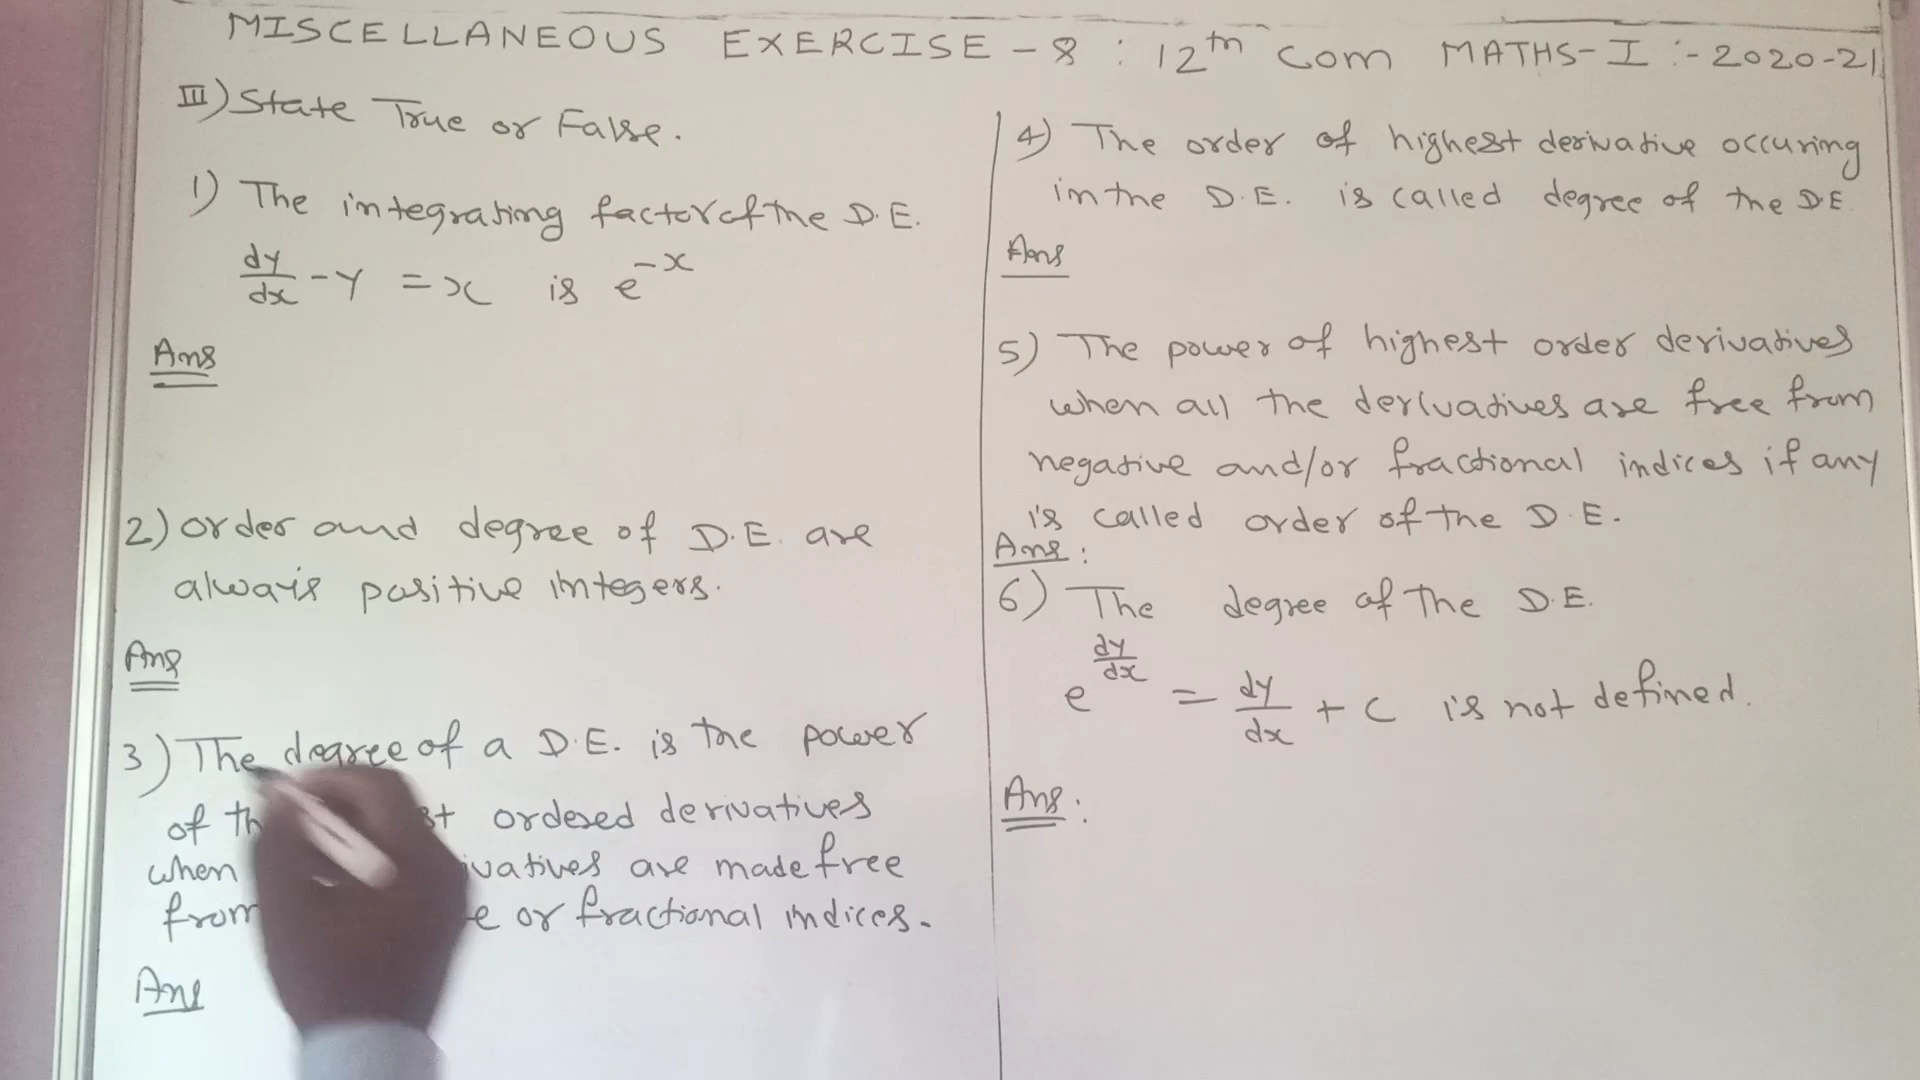 MISCELLANEOUS EXERCISE - 8 : 12th com MATHS-I :- 2020-21
III) State True or False.
1) The integrating factor of the D.E.
dy/dx - y = x is e^-x
Ans
2) order and degree of D.E. are
always positive integers.
Ans
3) The degree of a D.E. is the power
of ordered derivatives
when are made free
from or fractional indices.
Ans
4) The order of highest derivative occuring
in the D.E. is called degree of the D.E.
Ans
5) The power of highest order derivatives
when all the derivatives are free from
negative and/or fractional indices if any
is called order of the D.E.
Ans :
6) The degree of the D.E.
e^dy/dx = dy/dx + c is not defined.
Ans :